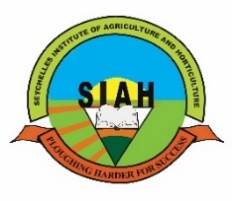 SEYCHELLES INSTITUTE OF AGRICULTURE AND HORTICULTURE
SIAH
PLOUGHING HARDER FOR SUCCESS